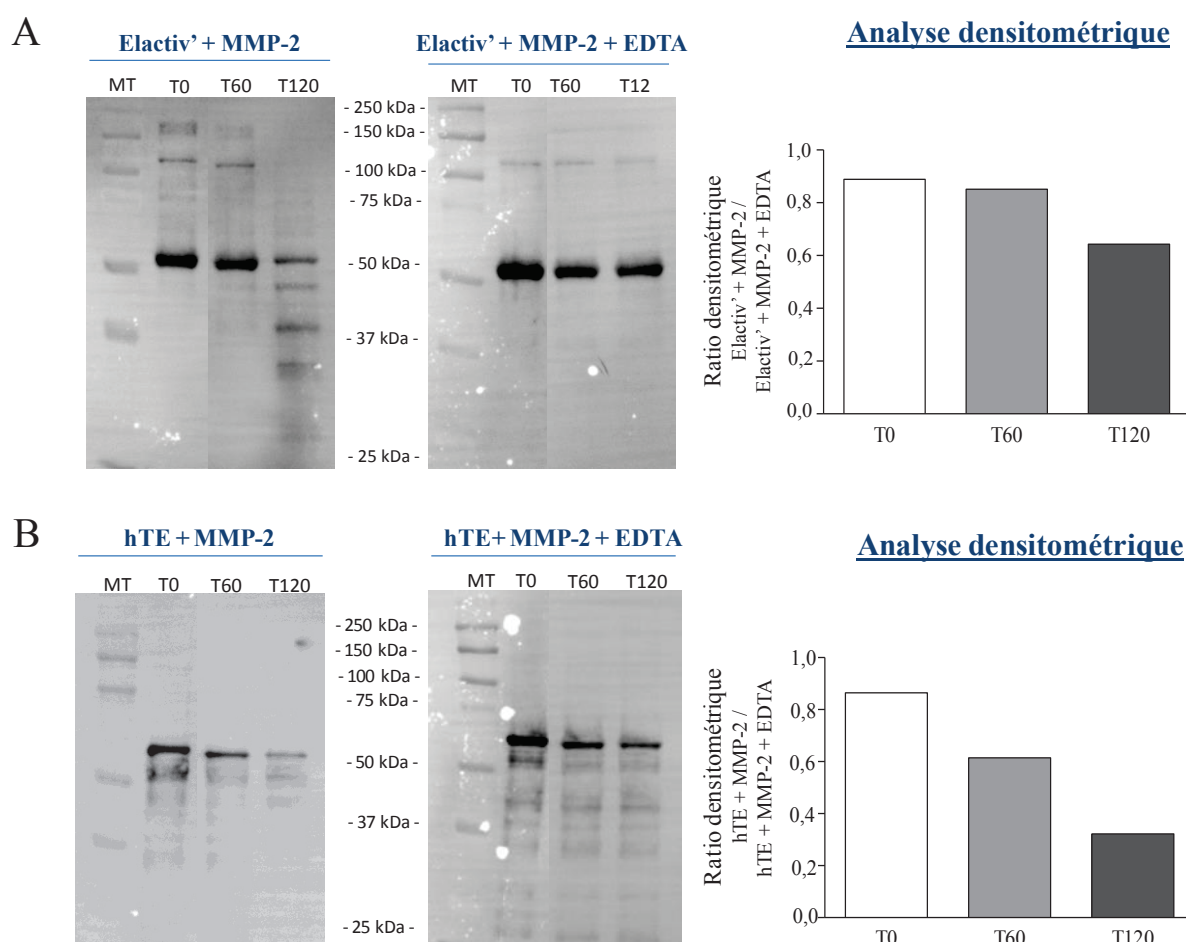 A
Elactiv’ + MMP-2
MT T0 T60 T120
Elactiv’ + MMP-2 + EDTA
MT T0 T60 T12
- 250 kDa -
- 150 kDa -
- 100 kDa -
- 75 kDa -
- 50 kDa -
- 37 kDa -
- 25 kDa -
Analyse densitométrique
Ratio densitométrique
Elactiv’ + MMP-2 /
Elactiv’ + MMP-2 + EDTA
1,0
0,8
0,6
0,4
0,2
0,0
T0 T60 T120
B
hTE + MMP-2
MT T0 T60 T120
hTE+ MMP-2 + EDTA
MT T0 T60 T120
- 250 kDa -
- 150 kDa -
- 100 kDa -
- 75 kDa -
- 50 kDa -
- 37 kDa -
- 25 kDa -
Analyse densitométrique
Ratio densitométrique
hTE + MMP-2 /
hTE + MMP-2 + EDTA
1,0
0,8
0,6
0,4
0,2
0,0
T0 T60 T120